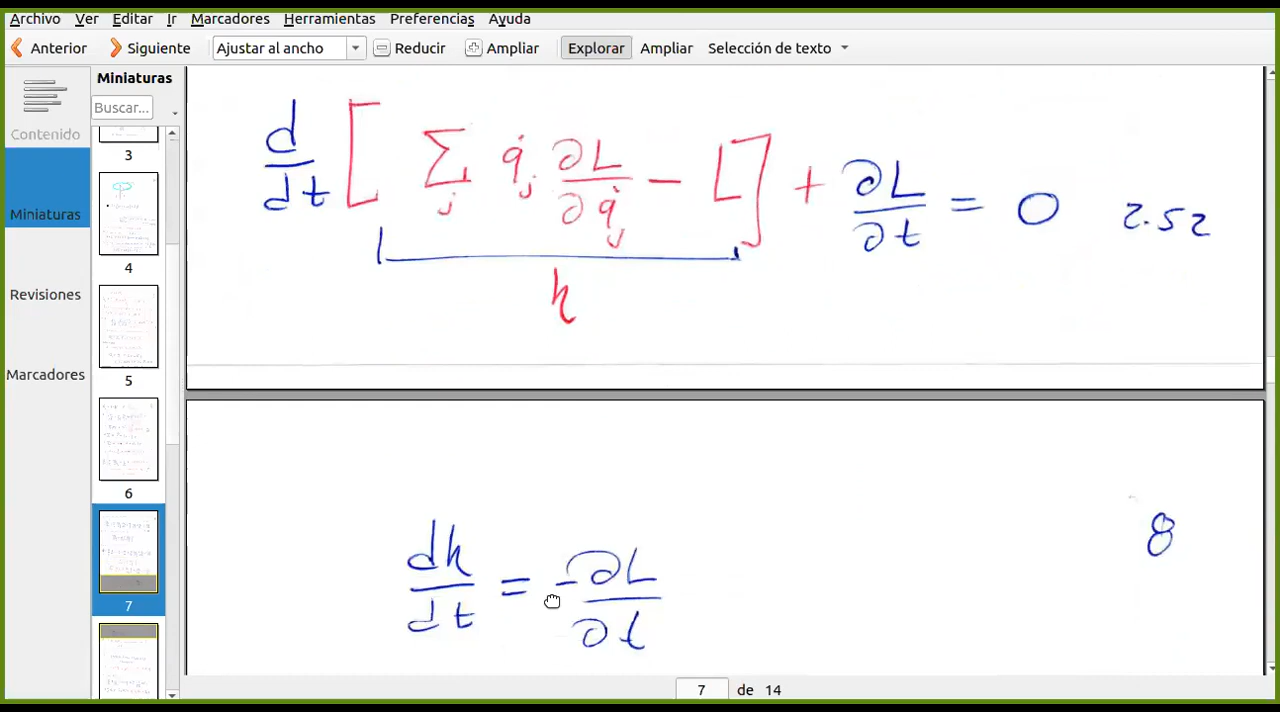 Archivo Ver Editar Ir Marcadores Herramientas Preferencias Ayuda
Anterior Siguiente Ajustar al ancho Reducir Ampliar Explorar Ampliar Selección de texto
Contenido
Miniaturas
Revisiones
Marcadores
Miniaturas
Buscar...
3
4
5
6
7
d/dt [ ∑_j q̇_j ∂L/∂q̇_j − L ] + ∂L/∂t = 0 2.52
h
8
dh/dt = -∂L/∂t
7 de 14